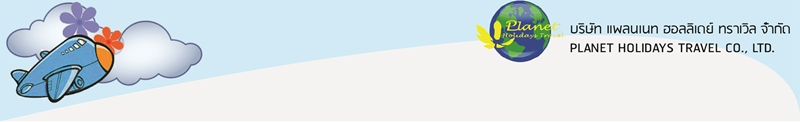 Planet
Holidays Travel
บริษัท แพลนเนท ฮอลลิเดย์ ทราเวิล จำกัด
PLANET HOLIDAYS TRAVEL CO., LTD.